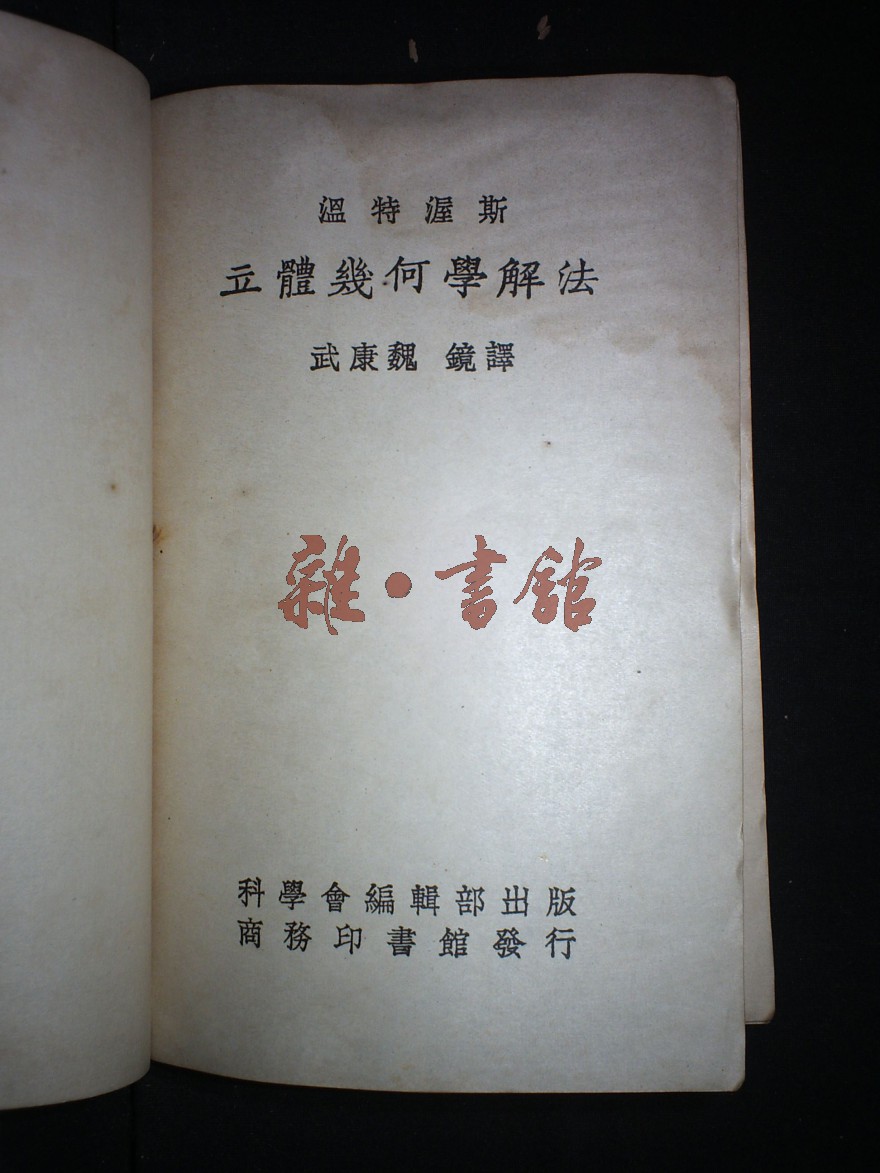 溫特渥斯
立體幾何學解法
武康魏 鏡譯
雜·書館
科學會編輯部出版
商務印書館發行